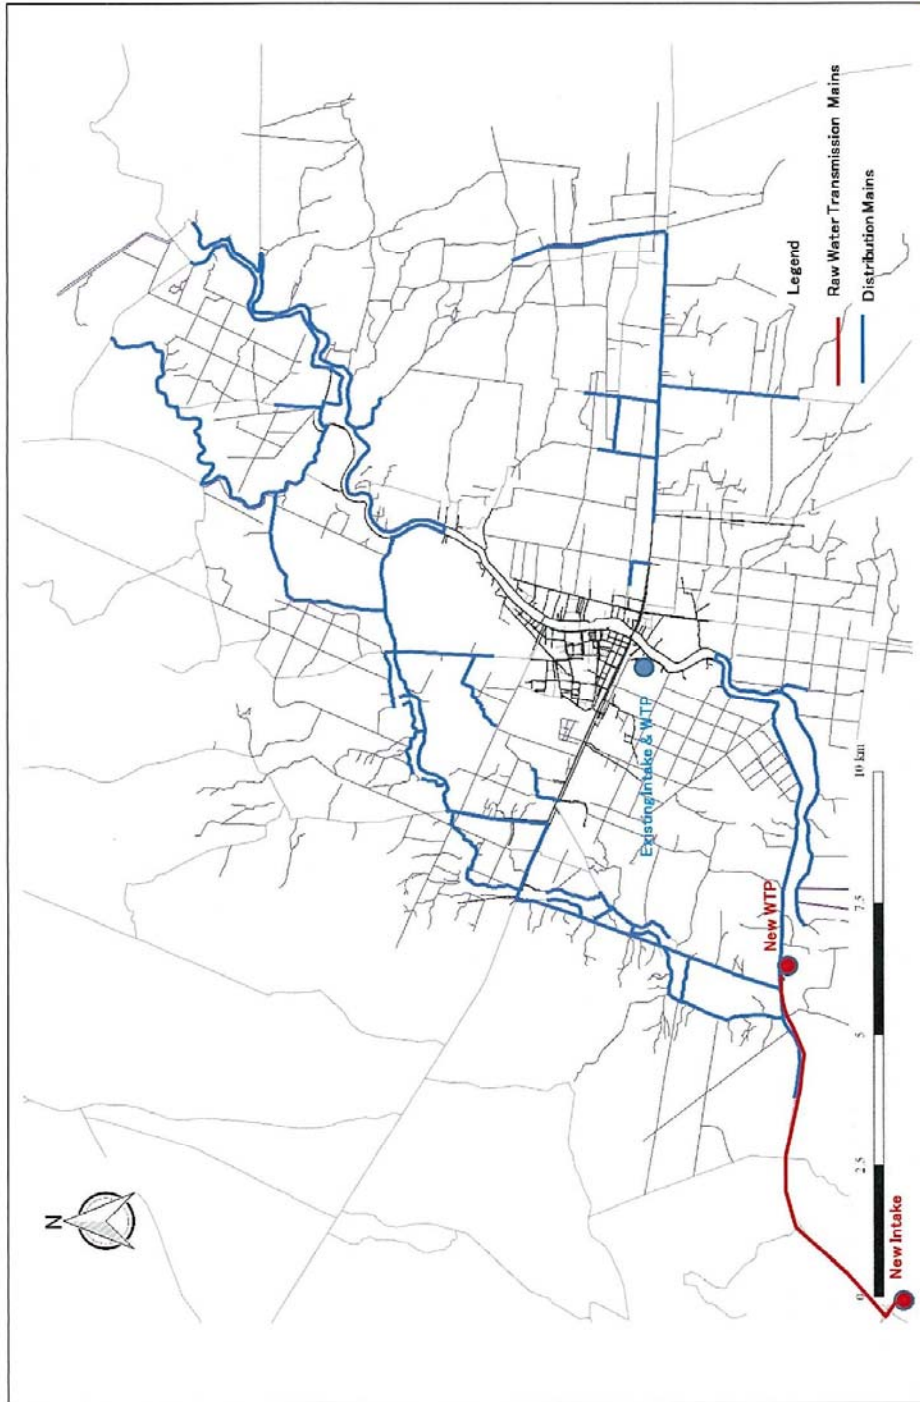 N
Legend
Raw Water Transmission Mains
Distribution Mains
Existing Intake & WTP
New WTP
New Intake
0
2.5
5
7.5
10 km